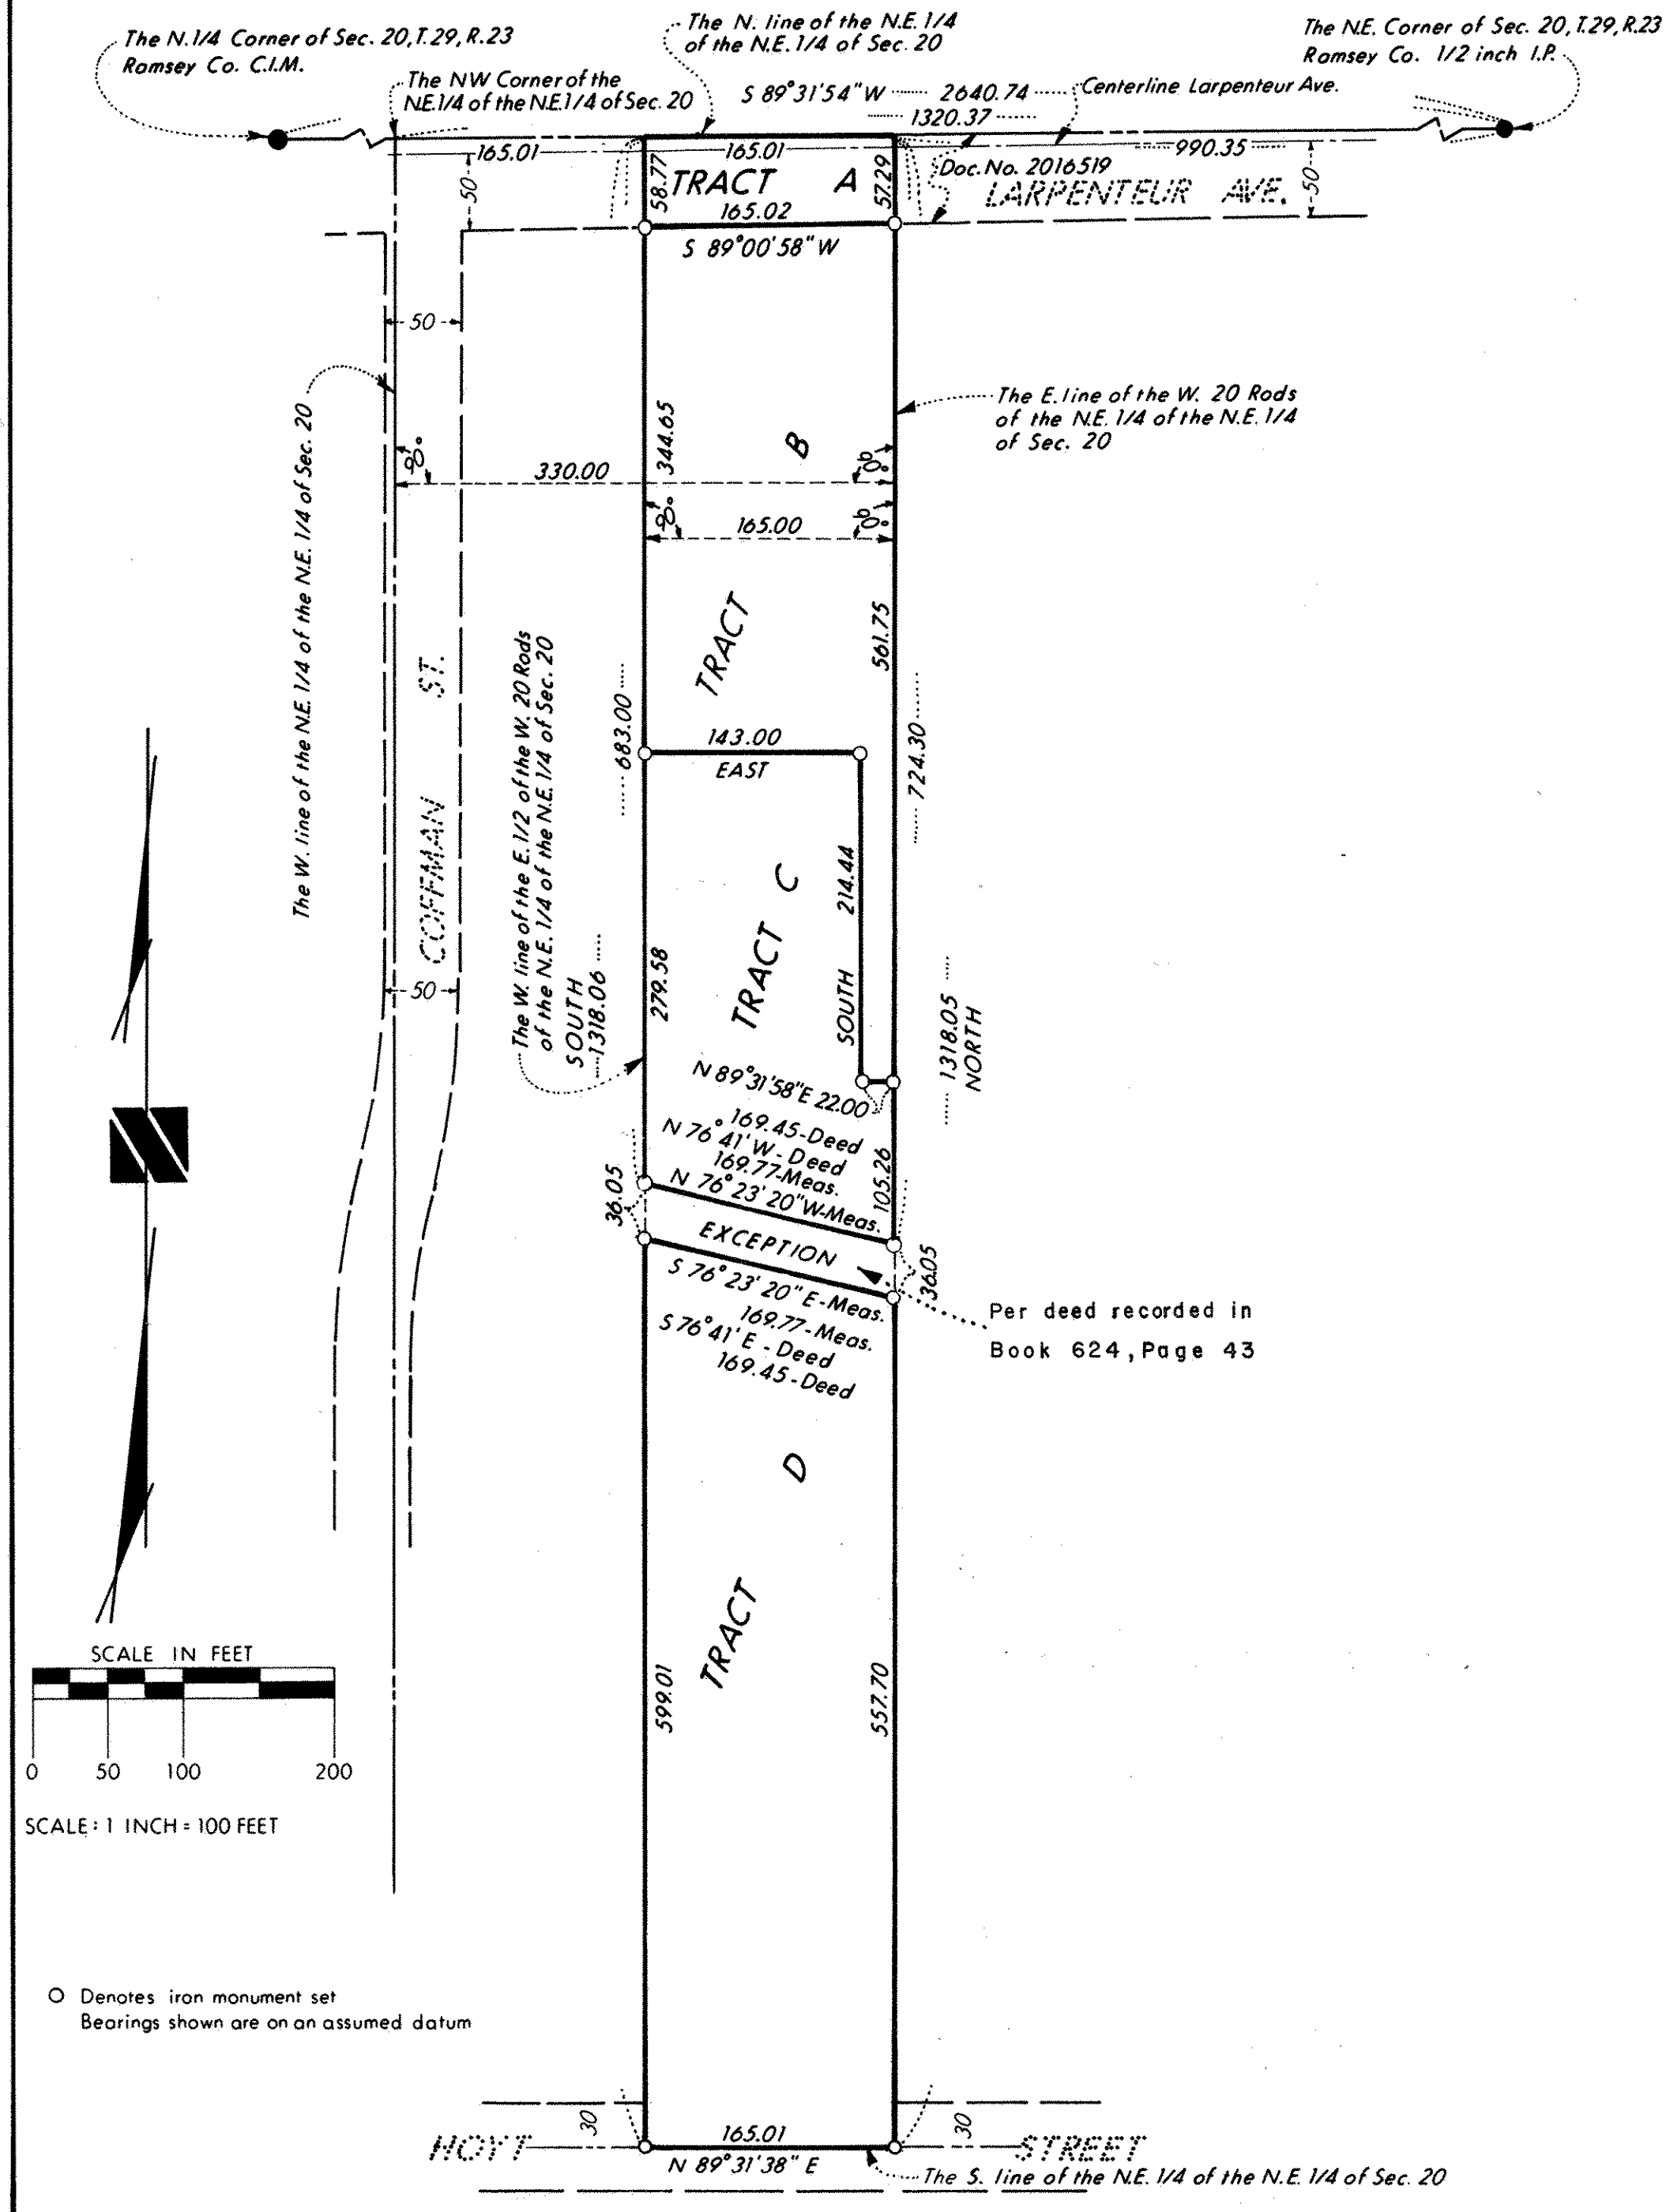 The N. 1/4 Corner of Sec. 20, T.29, R.23
Ramsey Co. C.I.M.
The NW Corner of the
N.E. 1/4 of the N.E. 1/4 of Sec. 20
The N. line of the N.E. 1/4
of the N.E. 1/4 of Sec. 20
S 89°31'54" W 2640.74
1320.37
Centerline Larpenteur Ave.
The N.E. Corner of Sec. 20, T.29, R.23
Ramsey Co. 1/2 inch I.P.
165.01
165.01
990.35
50
58.77
TRACT A
57.29
Doc. No. 2016519
LARPENTEUR AVE.
50
165.02
S 89°00'58" W
50
The W. line of the N.E. 1/4 of the N.E. 1/4 of Sec. 20
The E. line of the W. 20 Rods
of the N.E. 1/4 of the N.E. 1/4
of Sec. 20
344.65
B
90°
330.00
90°
90°
165.00
90°
TRACT
561.75
COFFMAN ST.
The W. line of the E. 1/2 of the W. 20 Rods
of the N.E. 1/4 of the N.E. 1/4 of Sec. 20
683.00
724.30
143.00
EAST
214.44
SOUTH
TRACT C
279.58
50
SOUTH
1318.06
1318.05
NORTH
N 89°31'58" E 22.00
169.45-Deed
N 76°41' W - Deed
169.77-Meas.
N 76°23'20" W-Meas.
105.26
36.05
EXCEPTION
36.05
S 76°23'20" E-Meas.
169.77-Meas.
S 76°41' E - Deed
169.45-Deed
Per deed recorded in
Book 624, Page 43
N
D
TRACT
599.01
557.70
SCALE IN FEET
0 50 100 200
SCALE: 1 INCH = 100 FEET
O Denotes iron monument set
Bearings shown are on an assumed datum
30
165.01
30
HOYT STREET
N 89°31'38" E
The S. line of the N.E. 1/4 of the N.E. 1/4 of Sec. 20